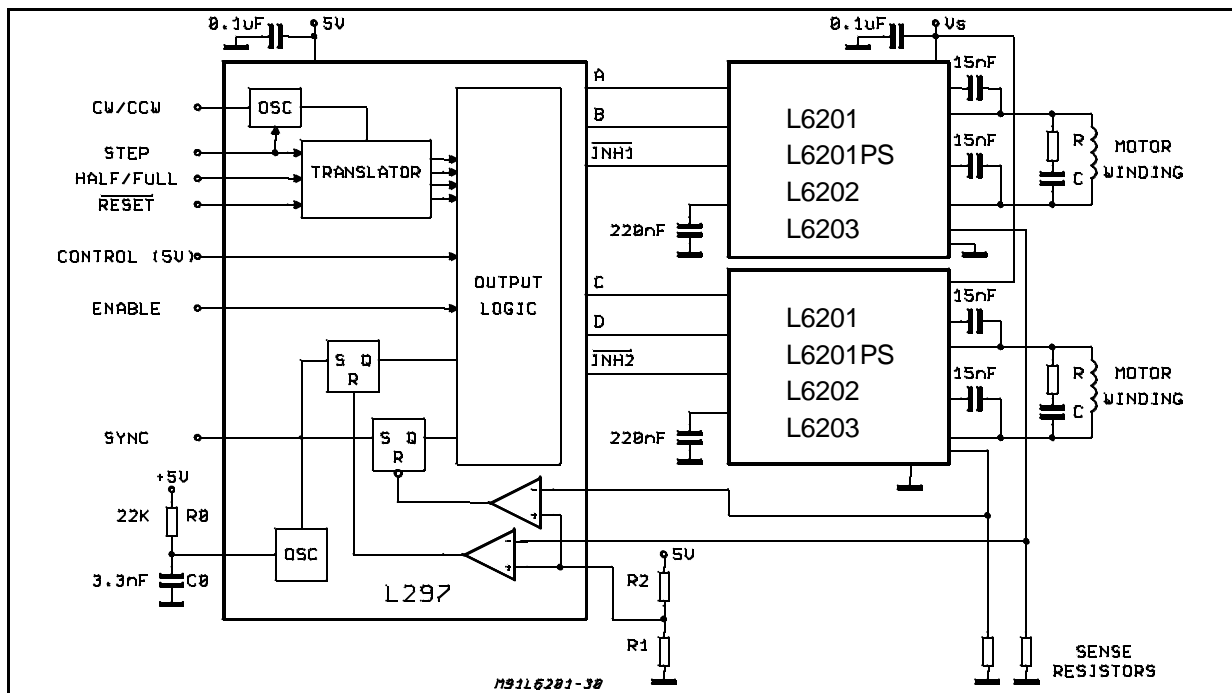 0.1uF
5V
0.1uF
Vs
15nF
A
CW/CCW
OSC
B
L6201
R
MOTOR
WINDING
STEP
INH1
L6201PS
15nF
C
HALF/FULL
TRANSLATOR
RESET
L6202
220nF
L6203
CONTROL (5V)
OUTPUT
LOGIC
C
15nF
ENABLE
D
L6201
S Q
R
INH2
L6201PS
15nF
R
MOTOR
WINDING
C
L6202
SYNC
S Q
R
220nF
L6203
+5V
22K
R0
-
+
OSC
-
+
5V
3.3nF
C0
R2
L297
R1
SENSE
RESISTORS
M91L6201-30